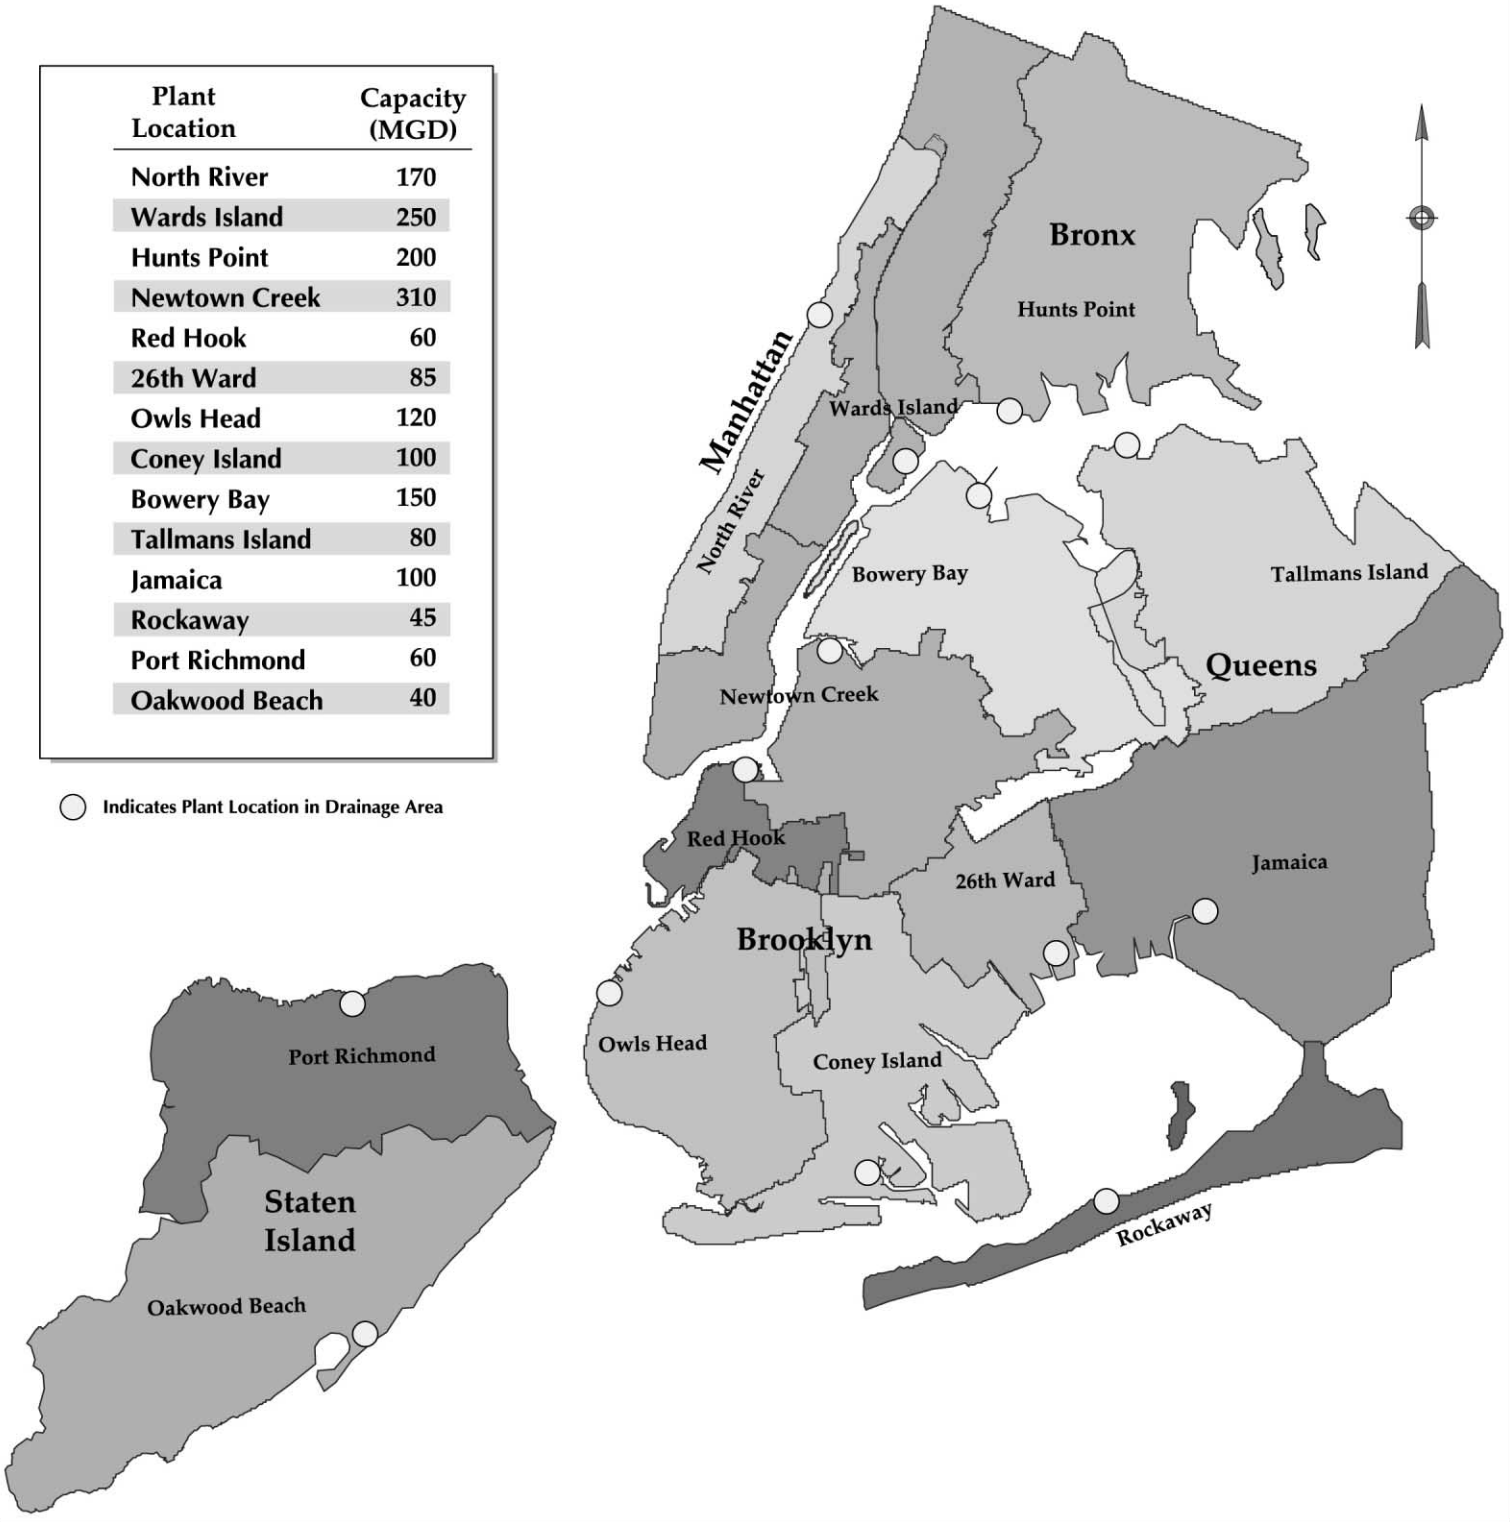 Plant Location Capacity (MGD)
North River 170
Wards Island 250
Hunts Point 200
Newtown Creek 310
Red Hook 60
26th Ward 85
Owls Head 120
Coney Island 100
Bowery Bay 150
Tallmans Island 80
Jamaica 100
Rockaway 45
Port Richmond 60
Oakwood Beach 40
Indicates Plant Location in Drainage Area
Bronx
Hunts Point
Manhattan
Wards Island
North River
Bowery Bay
Tallmans Island
Queens
Newtown Creek
Red Hook
Jamaica
26th Ward
Brooklyn
Owls Head
Coney Island
Port Richmond
Staten
Island
Rockaway
Oakwood Beach